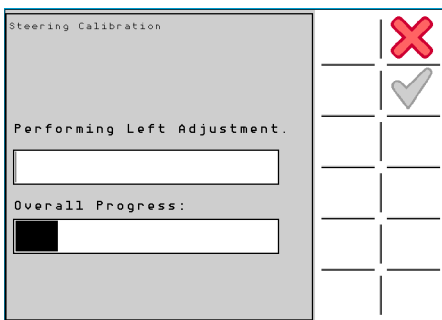 Steering Calibration
Performing Left Adjustment.
Overall Progress: